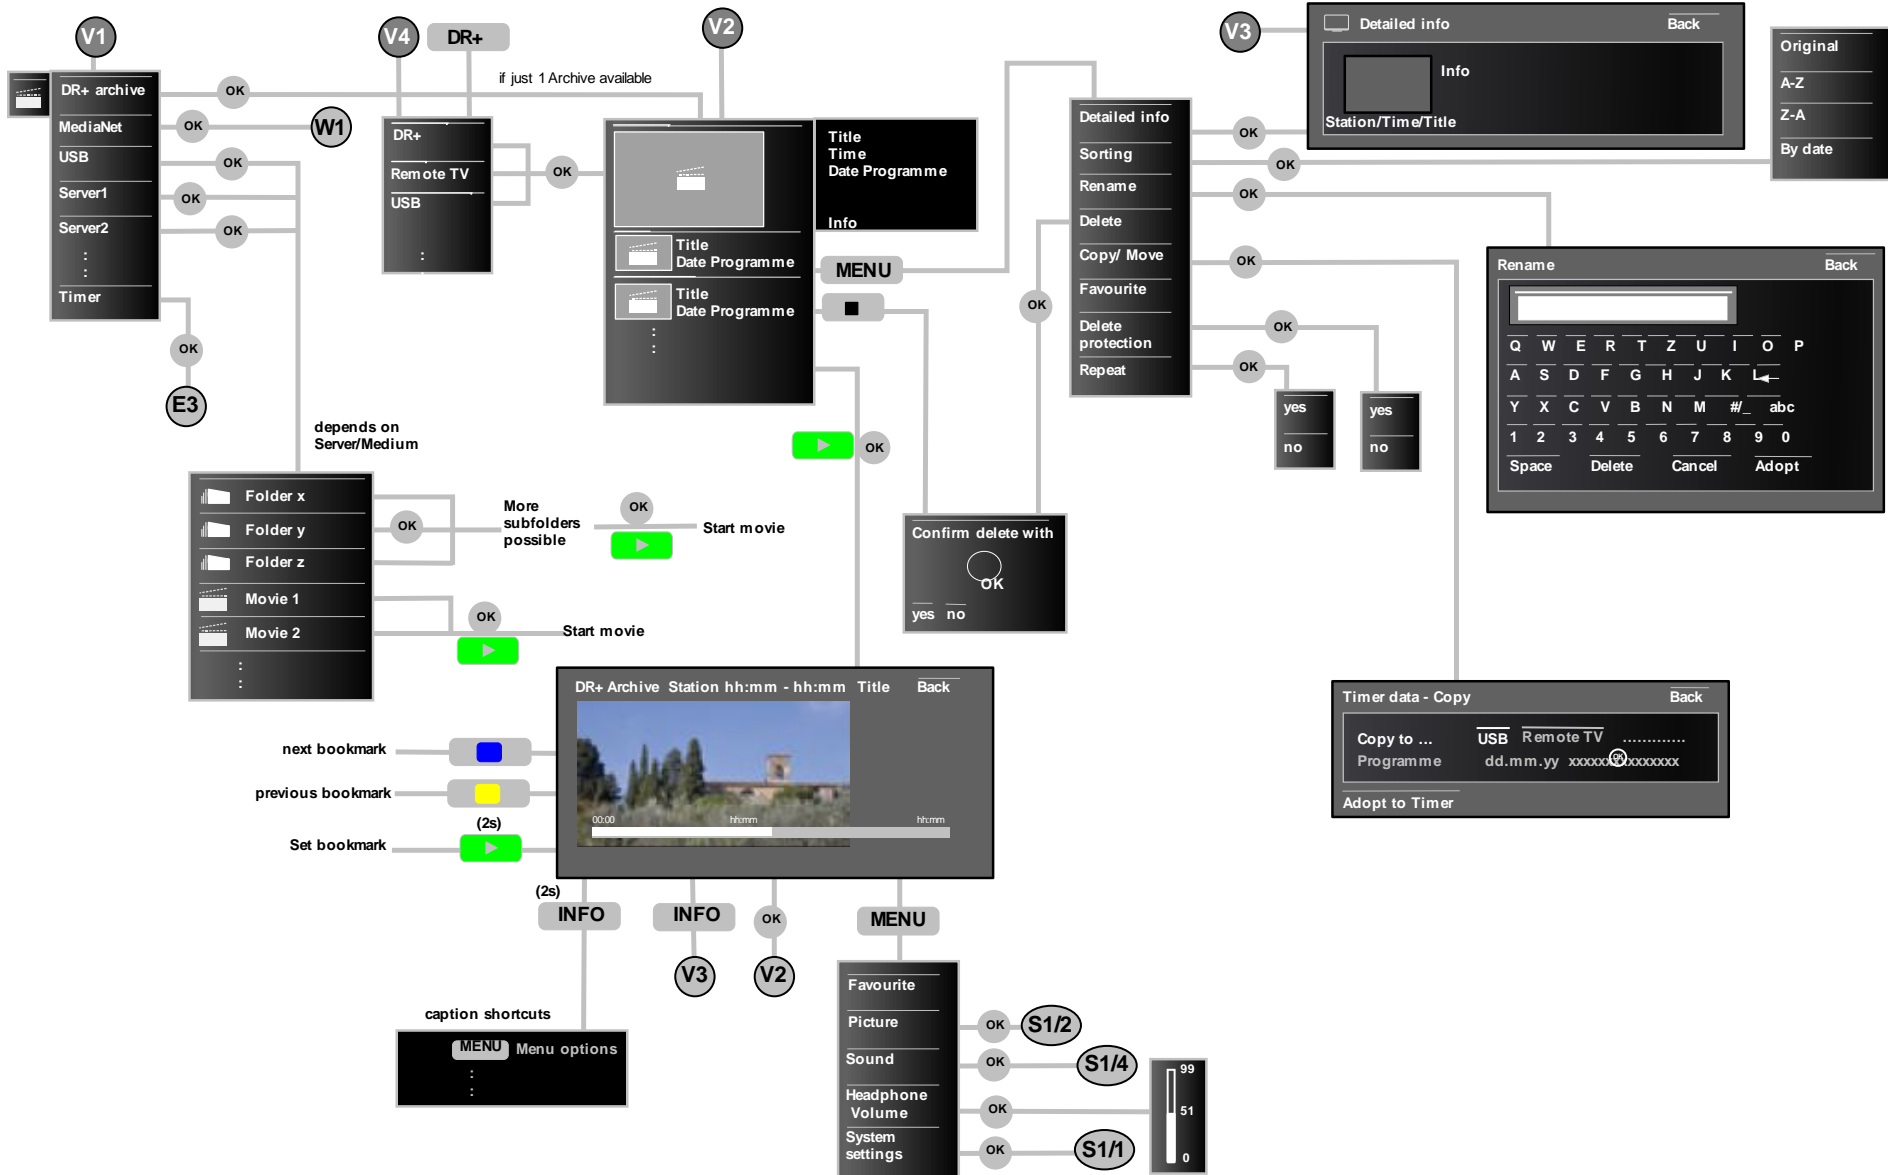 V1
DR+ archive
MediaNet
USB
Server1
Server2
:
:
Timer
OK
OK
W1
OK
OK
OK
OK
E3
V4
DR+
if just 1 Archive available
DR+
Remote TV
USB
:
OK
V2
Title
Time
Date Programme
Info
Title
Date Programme
Title
Date Programme
:
:
MENU
OK
V3
Detailed info
Back
Info
Station/Time/Title
Original
A-Z
Z-A
By date
Detailed info
Sorting
Rename
Delete
Copy/ Move
Favourite
Delete
protection
Repeat
OK
OK
OK
OK
OK
OK
OK
yes
no
yes
no
Rename
Back
Q W E R T Z U I O P
A S D F G H J K L
Y X C V B N M #/_ abc
1 2 3 4 5 6 7 8 9 0
Space Delete Cancel Adopt
depends on
Server/Medium
Folder x
Folder y
Folder z
Movie 1
Movie 2
:
:
OK
More
subfolders
possible
OK
Start movie
OK
Start movie
Confirm delete with
OK
yes no
Timer data - Copy
Back
Copy to ... USB Remote TV .............
Programme dd.mm.yy xxxxxxxxxxxxxxx
OK
Adopt to Timer
DR+ Archive Station hh:mm - hh:mm Title Back
00:00 hh:mm hh:mm
next bookmark
previous bookmark
(2s)
Set bookmark
(2s)
INFO
INFO
OK
MENU
V3
V2
caption shortcuts
MENU Menu options
:
:
Favourite
Picture
Sound
Headphone
Volume
System
settings
OK
S1/2
OK
S1/4
OK
OK
S1/1
99
51
0